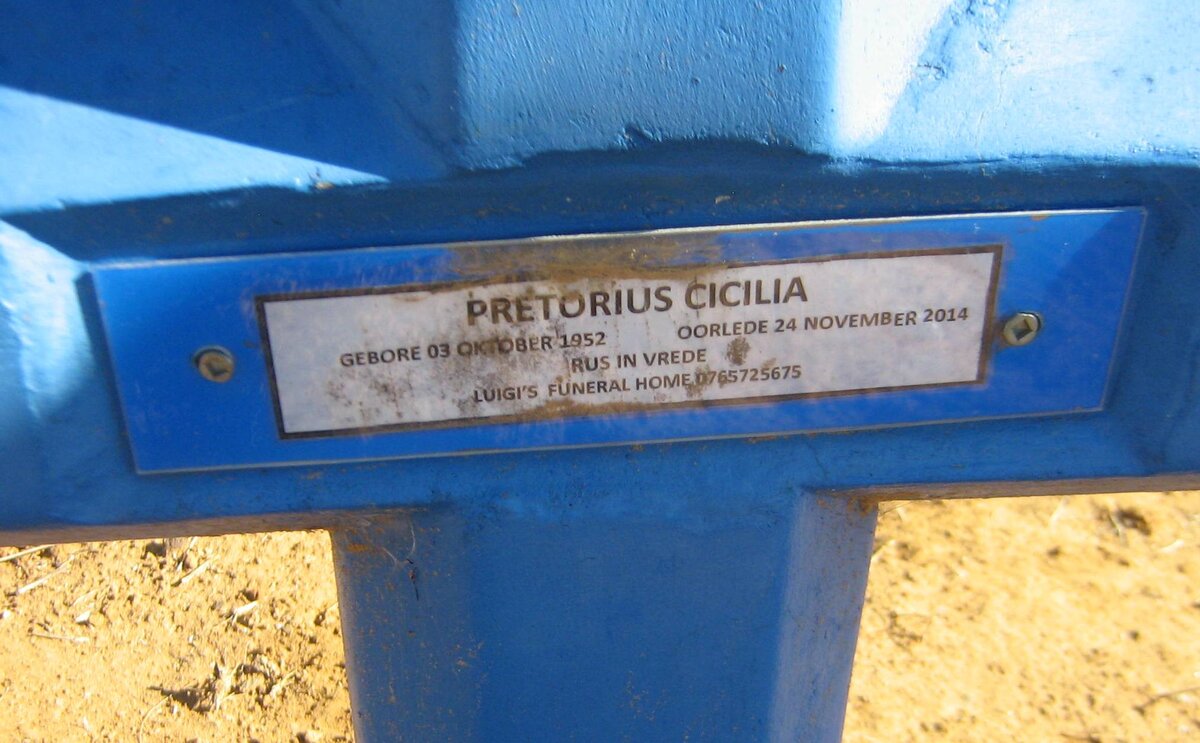 PRETORIUS CICILIA
GEBORE 03 OKTOBER 1952 OORLEDE 24 NOVEMBER 2014
RUS IN VREDE
LUIGI'S FUNERAL HOME 0765725675